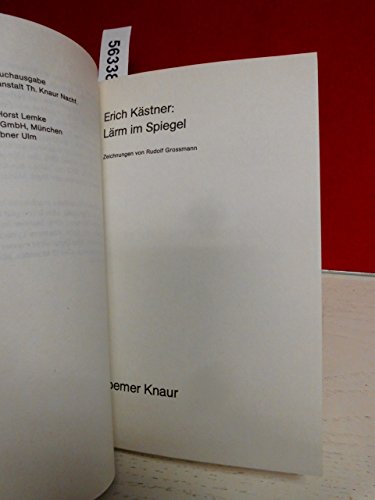 56338
uchausgabe
nstalt Th. Knaur Nachf.
Horst Lemke
GmbH, München
bner Ulm
Erich Kästner:
Lärm im Spiegel
Zeichnungen von Rudolf Grossmann
oemer Knaur